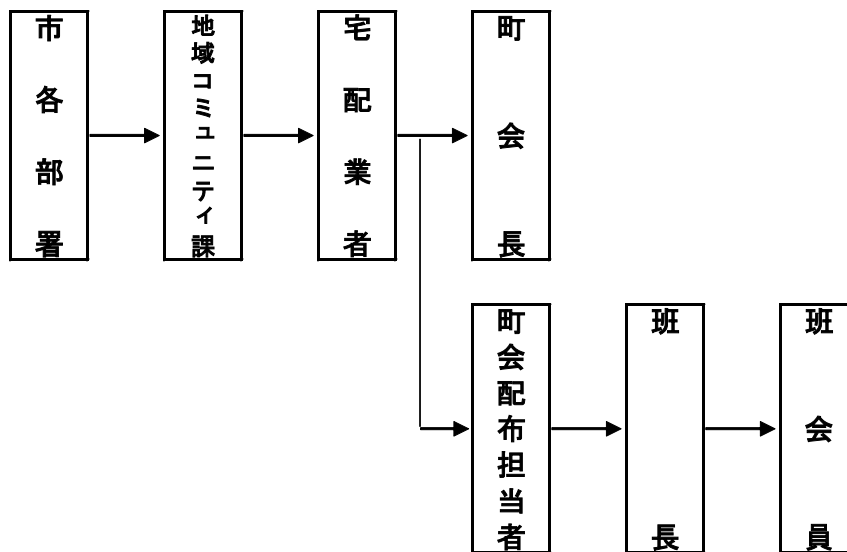 市各部署
地域コミュニティ課
宅配業者
町会長
町会配布担当者
班長
班会員